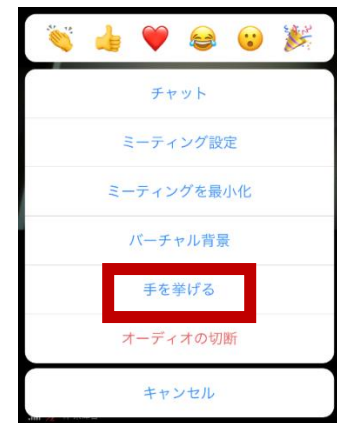 チャット
ミーティング設定
ミーティングを最小化
バーチャル背景
手を挙げる
オーディオの切断
キャンセル